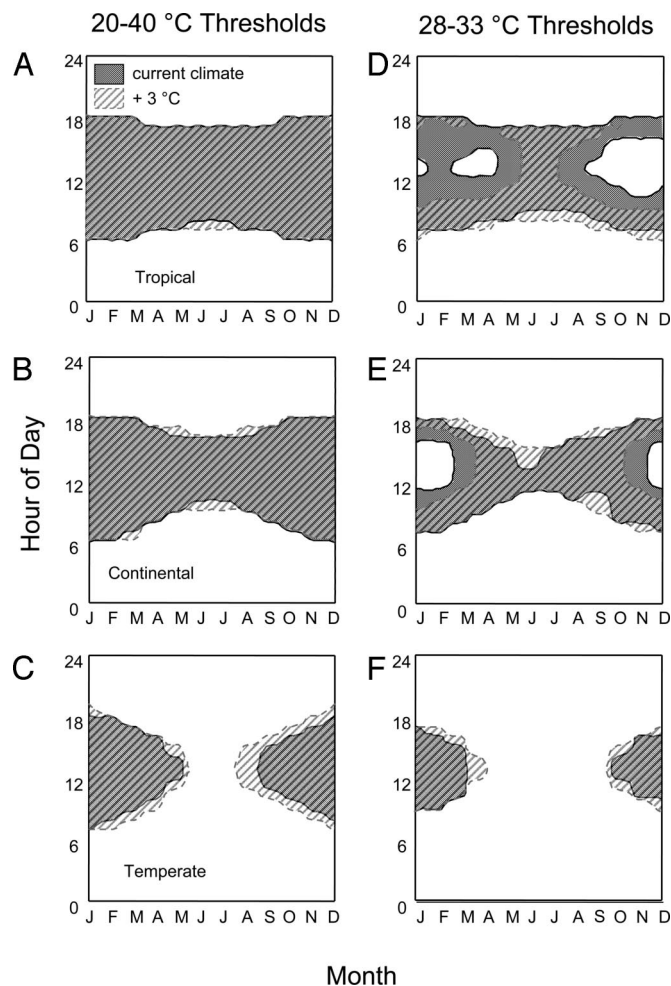 20-40 °C Thresholds
28-33 °C Thresholds
A
24
current climate
+ 3 °C
18
12
6
Tropical
0
J F M A M J J A S O N D
D
24
18
12
6
0
J F M A M J J A S O N D
B
24
18
12
6
Continental
0
J F M A M J J A S O N D
E
24
18
12
6
0
J F M A M J J A S O N D
Hour of Day
C
24
18
12
6
Temperate
0
J F M A M J J A S O N D
F
24
18
12
6
0
J F M A M J J A S O N D
Month